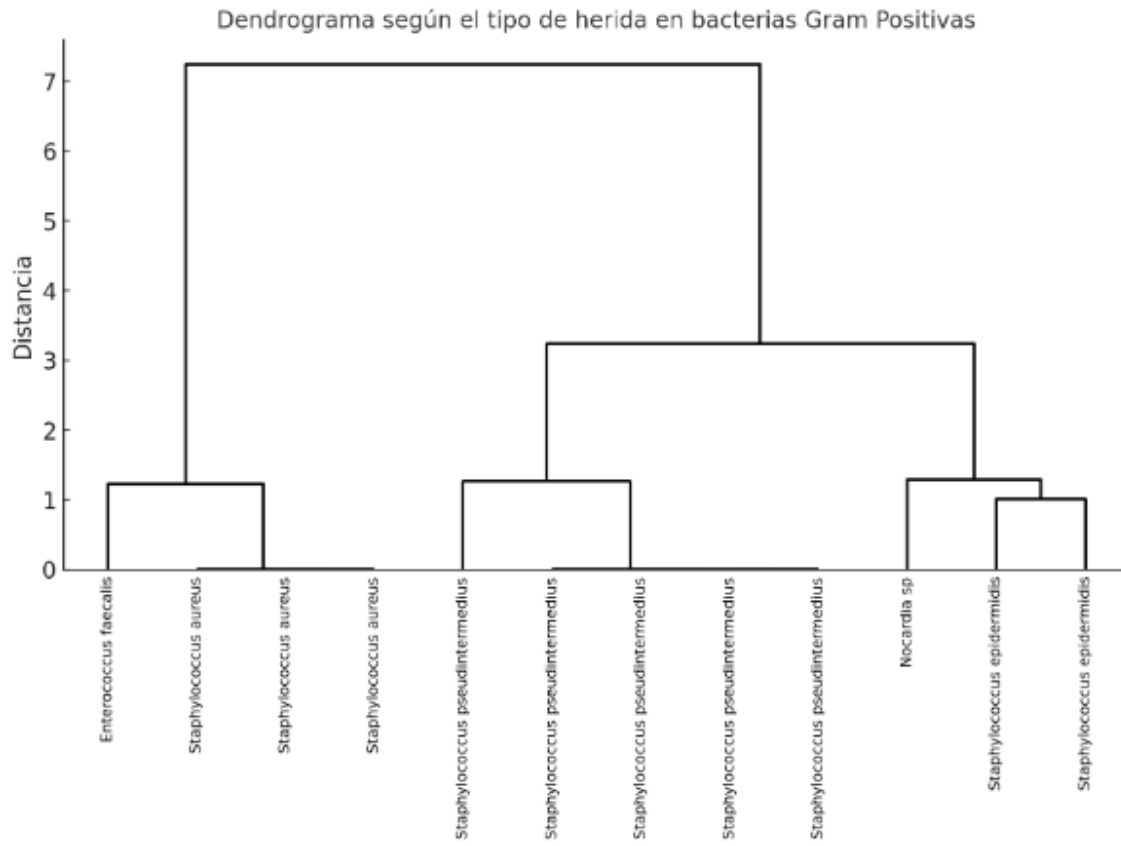 Dendrograma según el tipo de herida en bacterias Gram Positivas
Distancia
7
6
5
4
3
2
1
0
Enterococcus faecalis
Staphylococcus aureus
Staphylococcus aureus
Staphylococcus aureus
Staphylococcus pseudintermedius
Staphylococcus pseudintermedius
Staphylococcus pseudintermedius
Staphylococcus pseudintermedius
Staphylococcus pseudintermedius
Nocardia sp
Staphylococcus epidermidis
Staphylococcus epidermidis